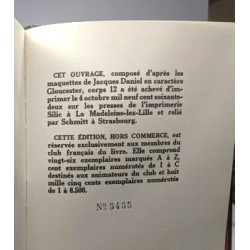 CET OUVRAGE, composé d'après les
maquettes de Jacques Daniel en caractèrs
Gloucester, corps 12 a été achevé d'im-
primer le 4 octobre mil neuf cent soixante-
deux sur les presses de l'imprimerie
Silic à La Madeleine-lez-Lille et relié
par Schmitt à Strasbourg.
CETTE ÉDITION, HORS COMMERCE, est
réservée exclusivement aux membres du
club français du livre. Elle comprend
vingt-six exemplaires marqués A à Z,
cent exemplaires numérotés de I à C
destinés aux animateurs du club et huit
mille cinq cents exemplaires numérotés
de 1 à 8.500.
Nº 3435